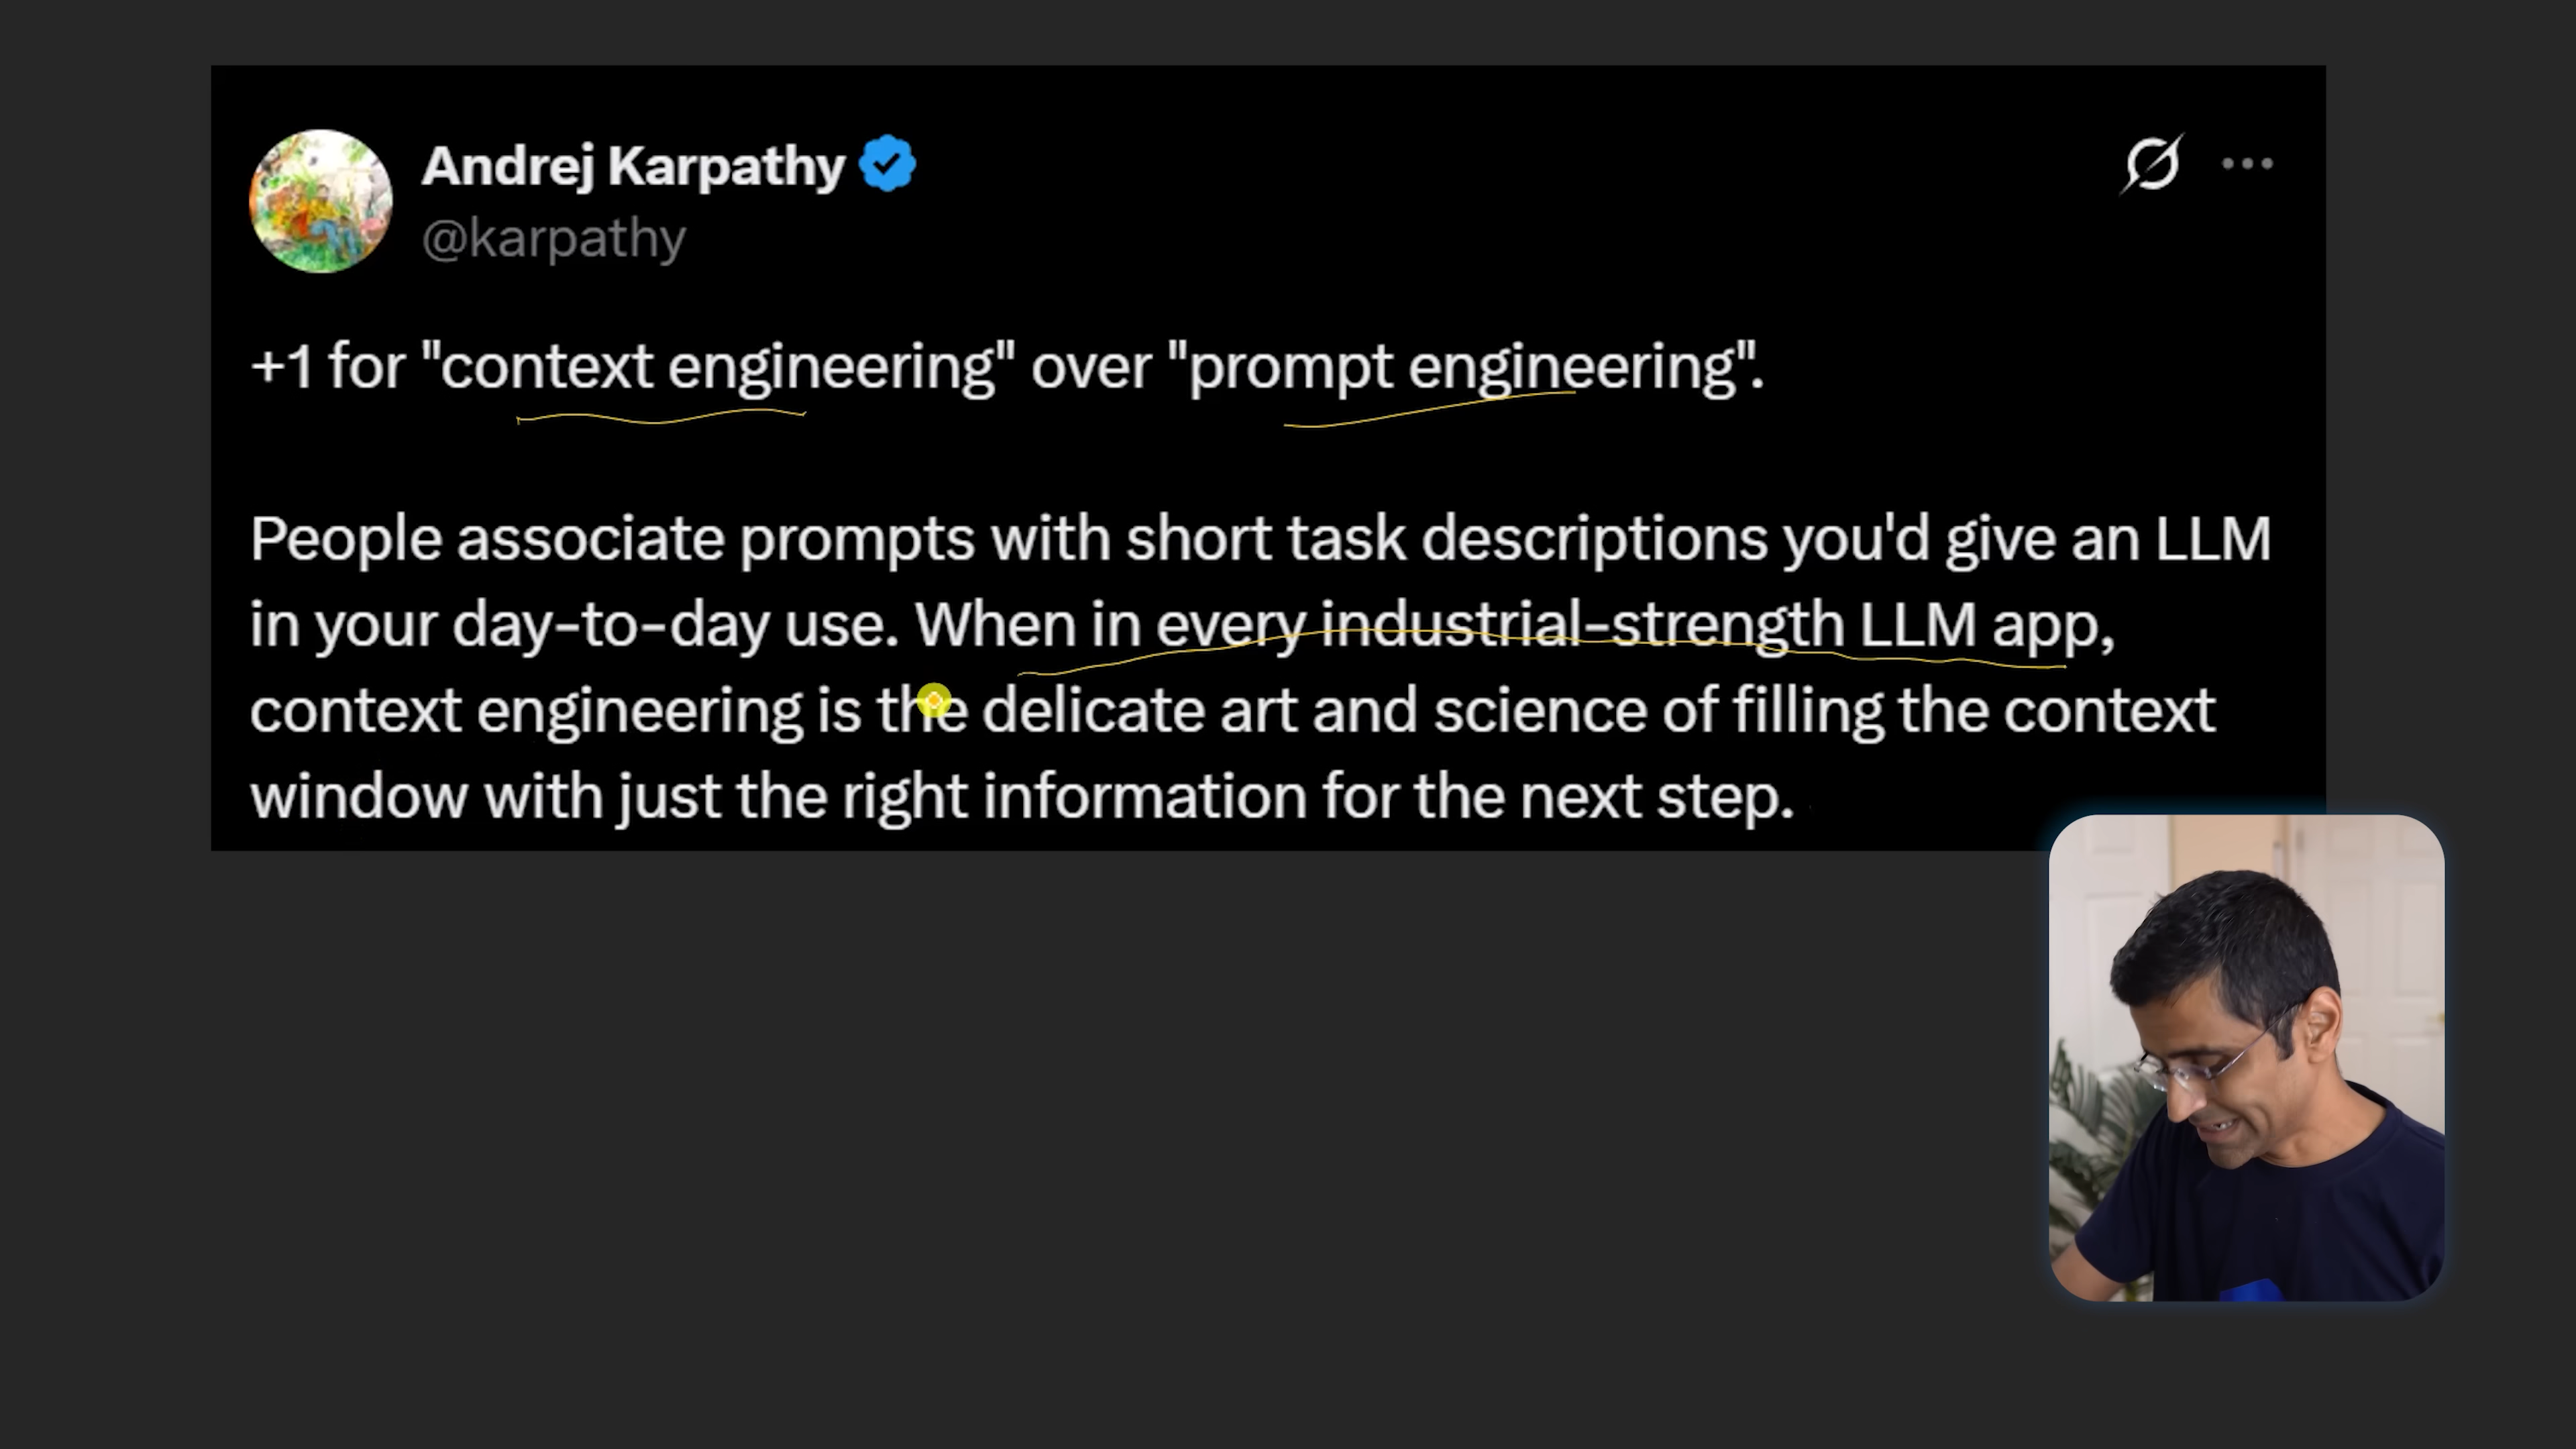 Andrej Karpathy
@karpathy
+1 for "context engineering" over "prompt engineering".
People associate prompts with short task descriptions you'd give an LLM
in your day-to-day use. When in every industrial-strength LLM app,
context engineering is the delicate art and science of filling the context
window with just the right information for the next step.